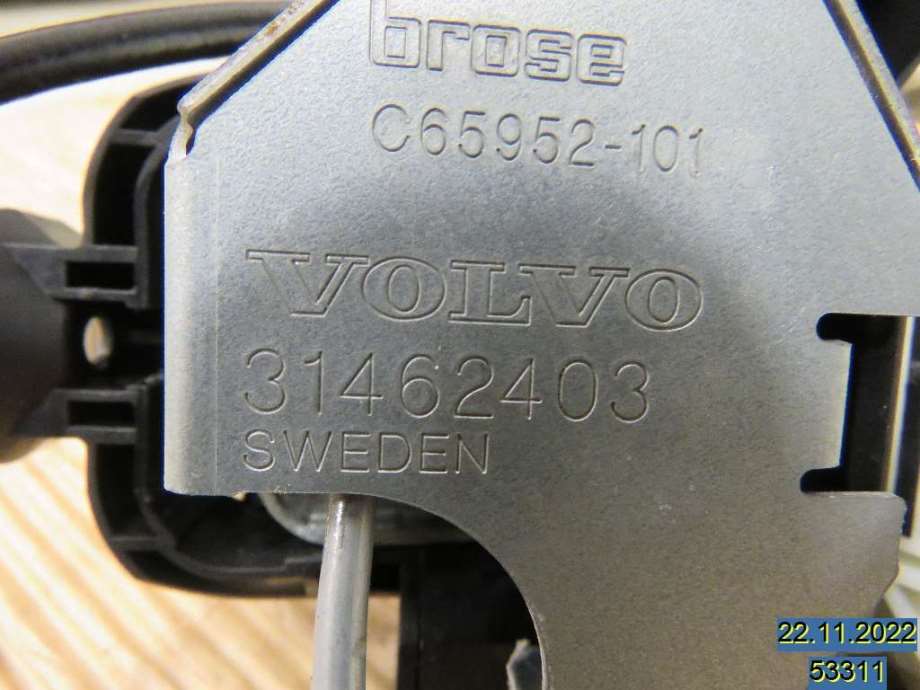 brose
C65952-101
VOLVO
31462403
SWEDEN
22.11.2022
53311